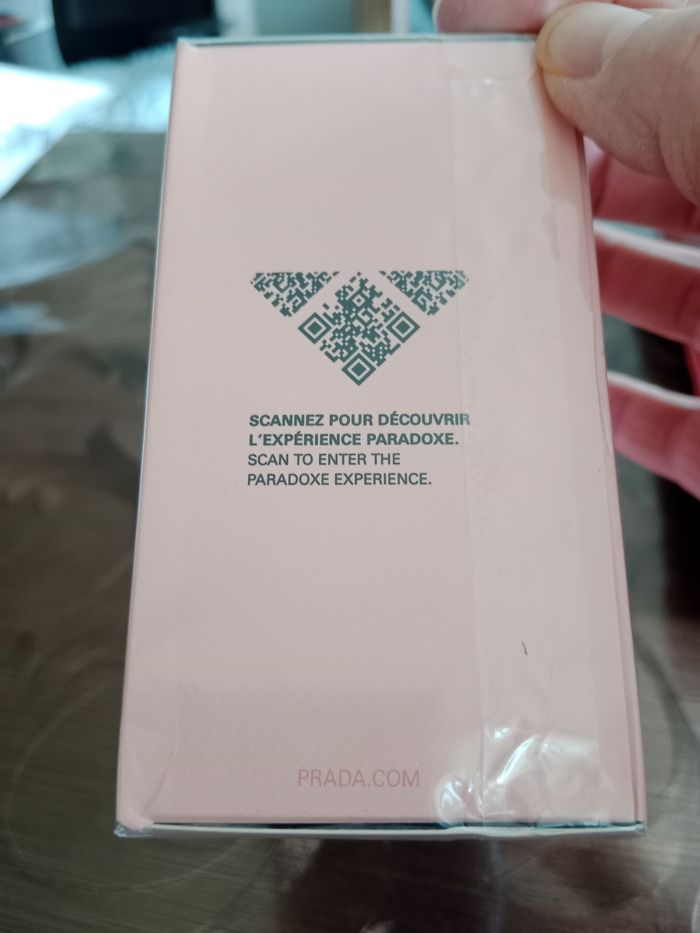 SCANNEZ POUR DÉCOUVRIR
L'EXPÉRIENCE PARADOXE.
SCAN TO ENTER THE
PARADOXE EXPERIENCE.
PRADA.COM